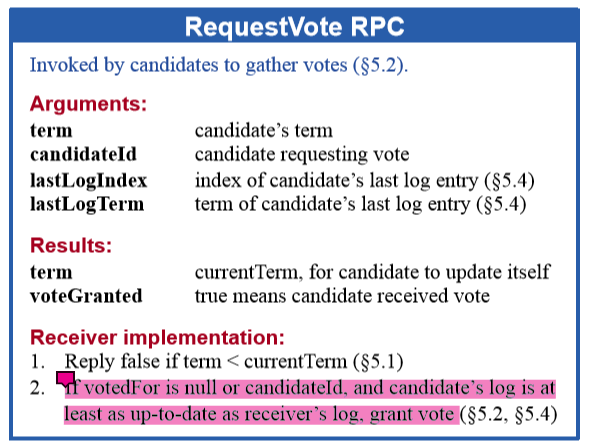 RequestVote RPC
Invoked by candidates to gather votes (§5.2).
Arguments:
term candidate's term
candidateId candidate requesting vote
lastLogIndex index of candidate's last log entry (§5.4)
lastLogTerm term of candidate's last log entry (§5.4)
Results:
term currentTerm, for candidate to update itself
voteGranted true means candidate received vote
Receiver implementation:
1. Reply false if term < currentTerm (§5.1)
2. If votedFor is null or candidateId, and candidate's log is at
least as up-to-date as receiver's log, grant vote (§5.2, §5.4)